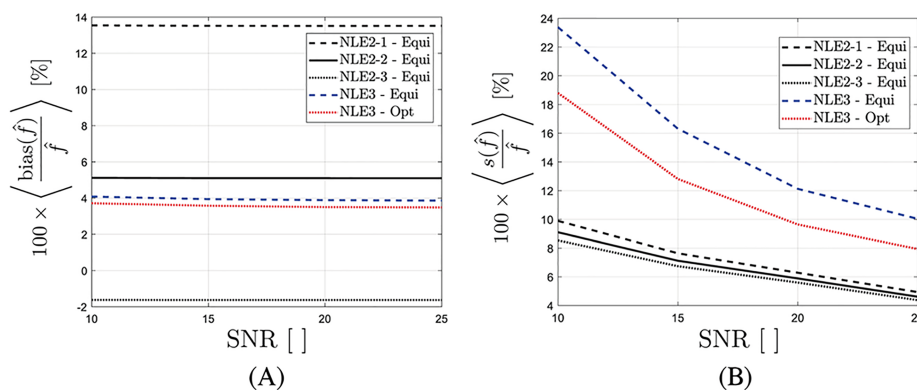 100 × ⟨bias(f̂)/f̂⟩ [%]
14
12
10
8
6
4
2
0
-2
NLE2-1 - Equi
NLE2-2 - Equi
NLE2-3 - Equi
NLE3 - Equi
NLE3 - Opt
10 15 20 25
SNR [ ]
(A)
100 × ⟨s(f̂)/f̂⟩ [%]
24
22
20
18
16
14
12
10
8
6
4
NLE2-1 - Equi
NLE2-2 - Equi
NLE2-3 - Equi
NLE3 - Equi
NLE3 - Opt
10 15 20 25
SNR [ ]
(B)